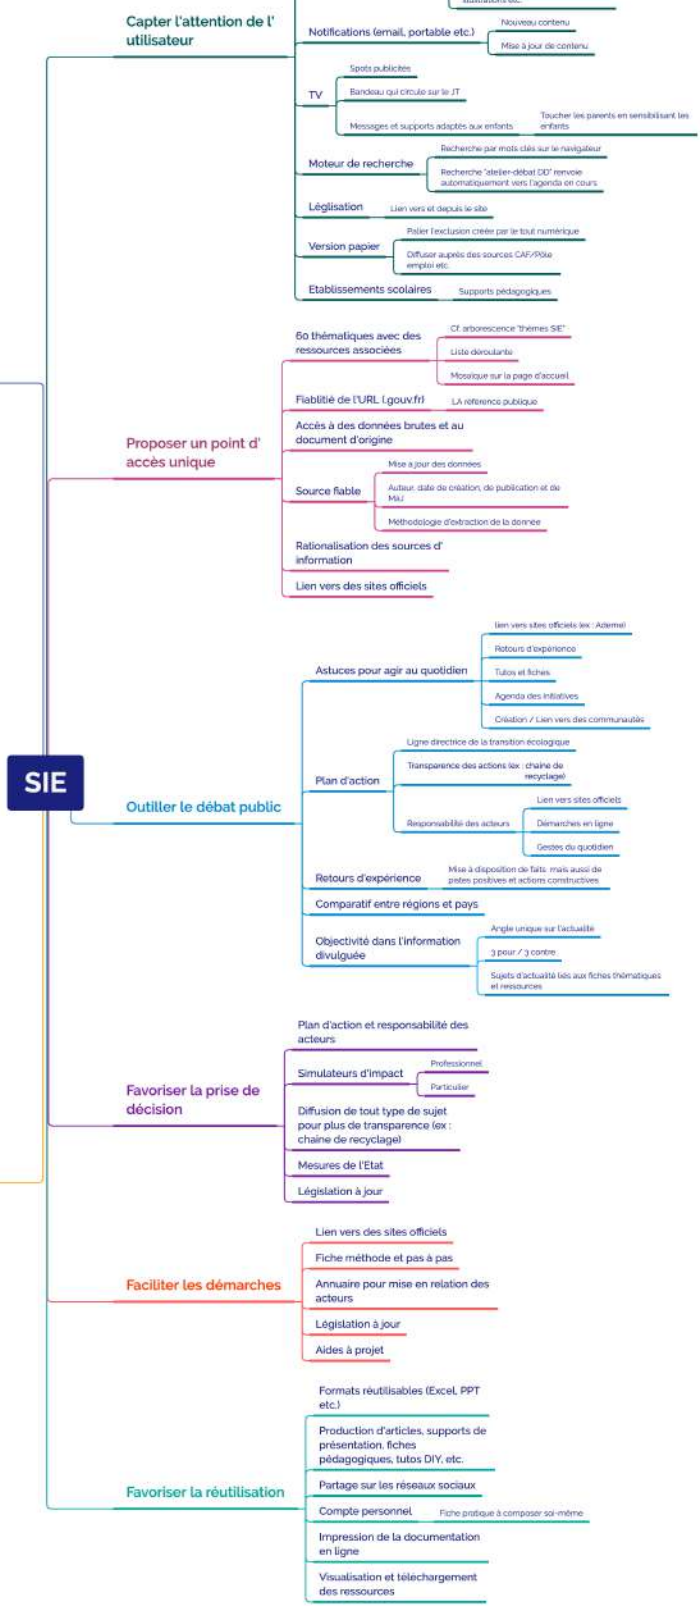 illustrations etc.
Capter l'attention de l'
utilisateur
Notifications (email, portable etc.)
Nouveau contenu
Mise à jour de contenu
TV
Spots publicités
Bandeau qui circule sur le JT
Messages et supports adaptés aux enfants
Toucher les parents en sensibilisant les
enfants
Moteur de recherche
Recherche par mots clés sur le navigateur
Recherche "atelier-débat DD" renvoie
automatiquement vers l'agenda en cours
Léglisation
Lien vers et depuis le site
Version papier
Palier l'exclusion créée par le tout numérique
Diffuser auprès des sources CAF/Pôle
emploi etc.
Etablissements scolaires
Supports pédagogiques
Proposer un point d'
accès unique
60 thématiques avec des
ressources associées
Cf. arborescence "thèmes SIE"
Liste déroulante
Mosaïque sur la page d'accueil
Fiablitié de l'URL (.gouv.fr)
LA référence publique
Accès à des données brutes et au
document d'origine
Source fiable
Mise à jour des données
Auteur, date de création, de publication et de
MàJ
Méthodologie d'extraction de la donnée
Rationalisation des sources d'
information
Lien vers des sites officiels
SIE
Outiller le débat public
Astuces pour agir au quotidien
lien vers sites officiels (ex : Ademe)
Retours d'expérience
Tutos et fiches
Agenda des initiatives
Création / Lien vers des communautés
Plan d'action
Ligne directrice de la transition écologique
Transparence des actions (ex : chaîne de
recyclage)
Responsabilité des acteurs
Lien vers sites officiels
Démarches en ligne
Gestes du quotidien
Retours d'expérience
Mise à disposition de faits, mais aussi de
pistes positives et actions constructives
Comparatif entre régions et pays
Objectivité dans l'information
divulguée
Angle unique sur l'actualité
3 pour / 3 contre
Sujets d'actualité liés aux fiches thématiques
et ressources
Favoriser la prise de
décision
Plan d'action et responsabilité des
acteurs
Simulateurs d'impact
Professionnel
Particulier
Diffusion de tout type de sujet
pour plus de transparence (ex :
chaîne de recyclage)
Mesures de l'Etat
Législation à jour
Faciliter les démarches
Lien vers des sites officiels
Fiche méthode et pas à pas
Annuaire pour mise en relation des
acteurs
Législation à jour
Aides à projet
Favoriser la réutilisation
Formats réutilisables (Excel, PPT
etc.)
Production d'articles, supports de
présentation, fiches
pédagogiques, tutos DIY, etc.
Partage sur les réseaux sociaux
Compte personnel
Fiche pratique à composer soi-même
Impression de la documentation
en ligne
Visualisation et téléchargement
des ressources